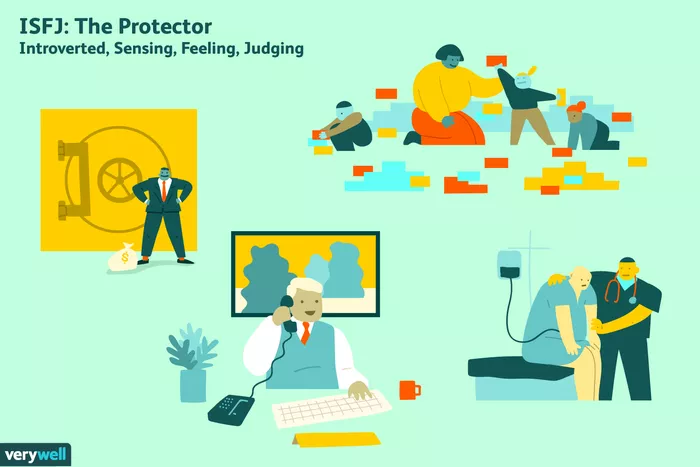 ISFJ: The Protector
Introverted, Sensing, Feeling, Judging
$
verywell